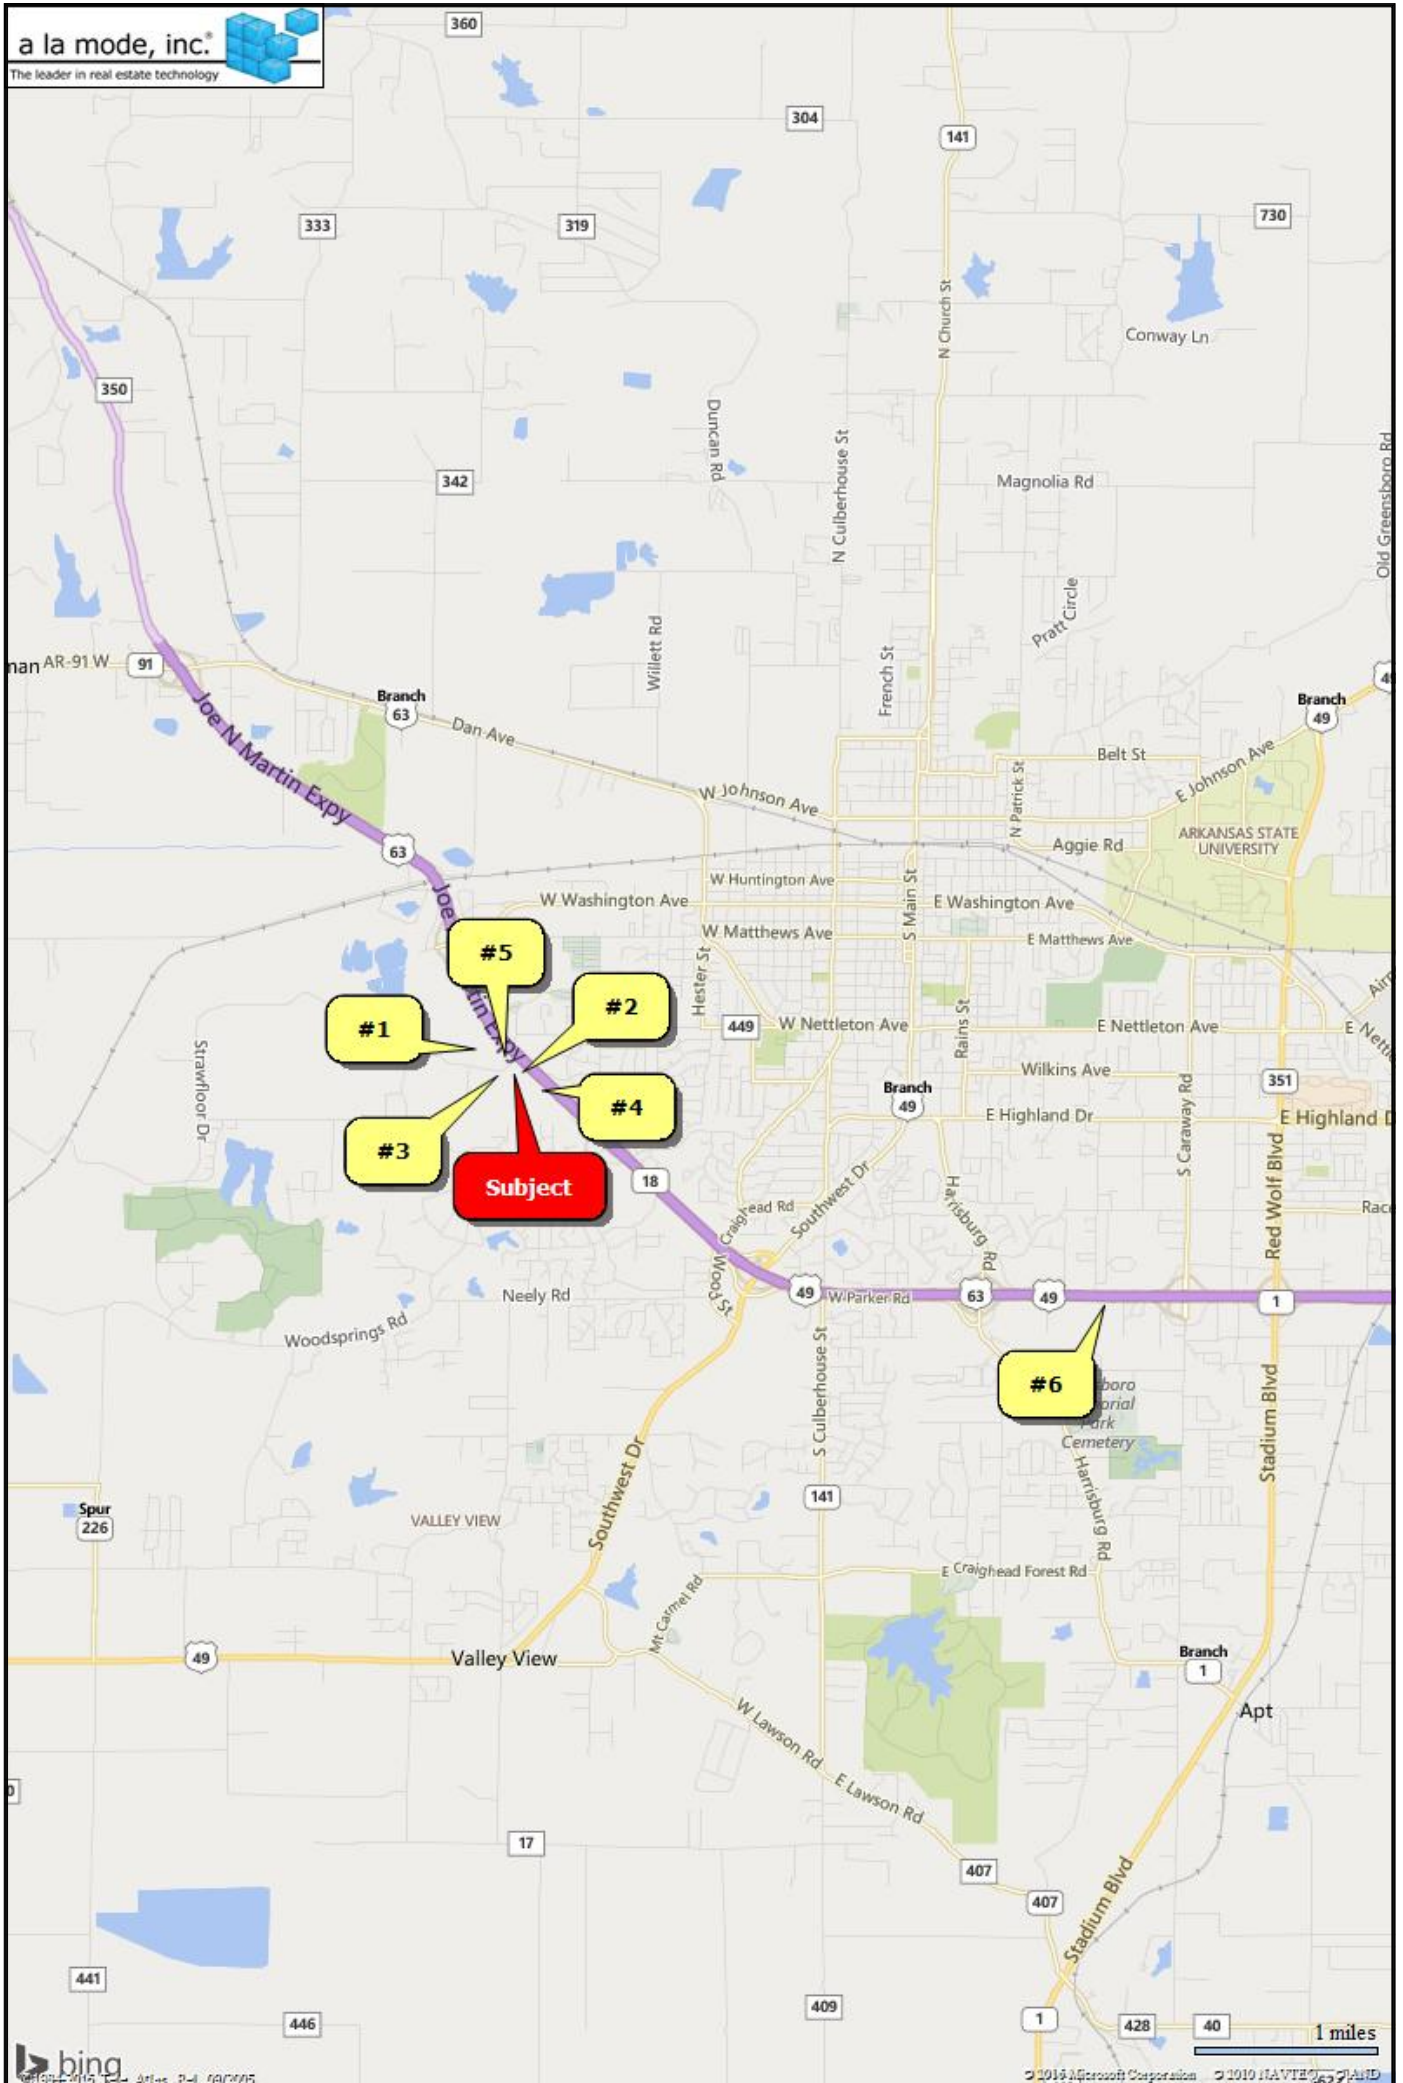 360
a la mode, inc.®
The leader in real estate technology
304
141
730
333
319
N Church St
Conway Ln
350
Duncan Rd
N Culberhouse St
Old Greensboro Rd
342
Magnolia Rd
Pratt Circle
Willett Rd
French St
AR-91 W
91
Joe N Martin Expy
Branch
63
Dan Ave
Branch
49
Belt St
E Johnson Ave
W Johnson Ave
N Patrick St
ARKANSAS STATE
UNIVERSITY
Aggie Rd
63
W Huntington Ave
W Washington Ave
S Main St
E Washington Ave
W Matthews Ave
E Matthews Ave
#5
Hester St
#2
#1
449
W Nettleton Ave
Rains St
E Nettleton Ave
Strawfloor Dr
Wilkins Ave
351
Branch
49
#4
E Highland Dr
S Caraway Rd
E Highland D
#3
Subject
18
Red Wolf Blvd
Craighead Rd
Southwest Dr
Harrisburg Rd
Neely Rd
49
W Parker Rd
63
49
1
Woodsprings Rd
S Culberhouse St
#6
Park
Cemetery
Stadium Blvd
Southwest Dr
Harrisburg Rd
141
Spur
226
VALLEY VIEW
E Craighead Forest Rd
Mt Carmel Rd
49
Valley View
Branch
1
Apt
W Lawson Rd
E Lawson Rd
17
407
407
Stadium Blvd
441
409
446
1
428
40
1 miles
bing
© 2016 Microsoft Corporation